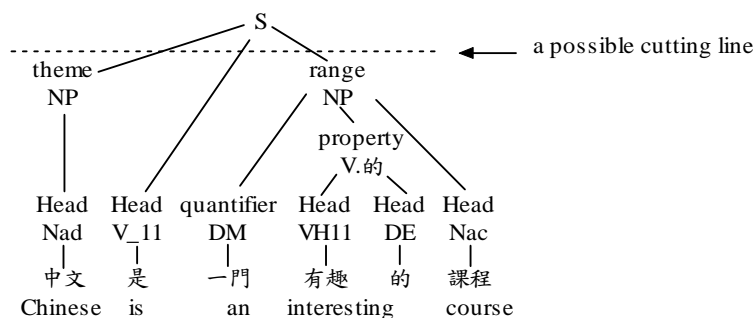 S
a possible cutting line
theme range
NP NP
property
V.的
Head Head quantifier Head Head Head
Nad V_11 DM VH11 DE Nac
中文 是 一門 有趣 的 課程
Chinese is an interesting course